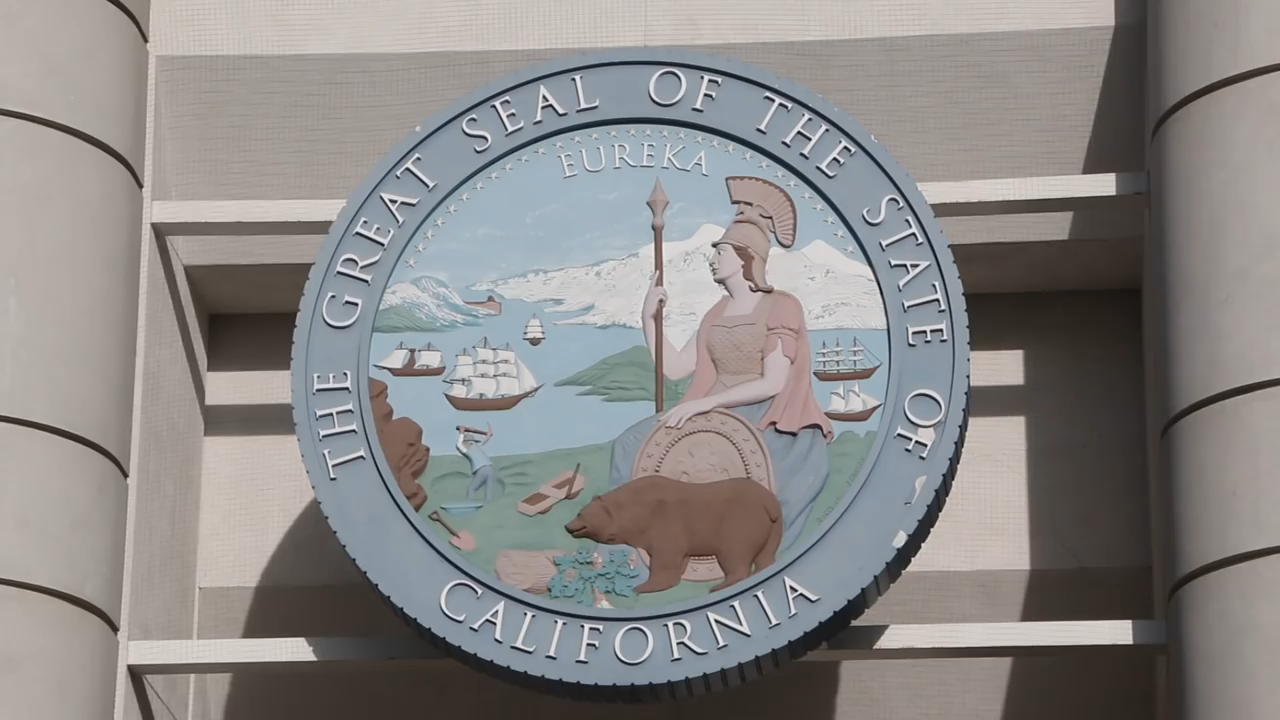 THE GREAT SEAL OF THE STATE OF
CALIFORNIA
EUREKA